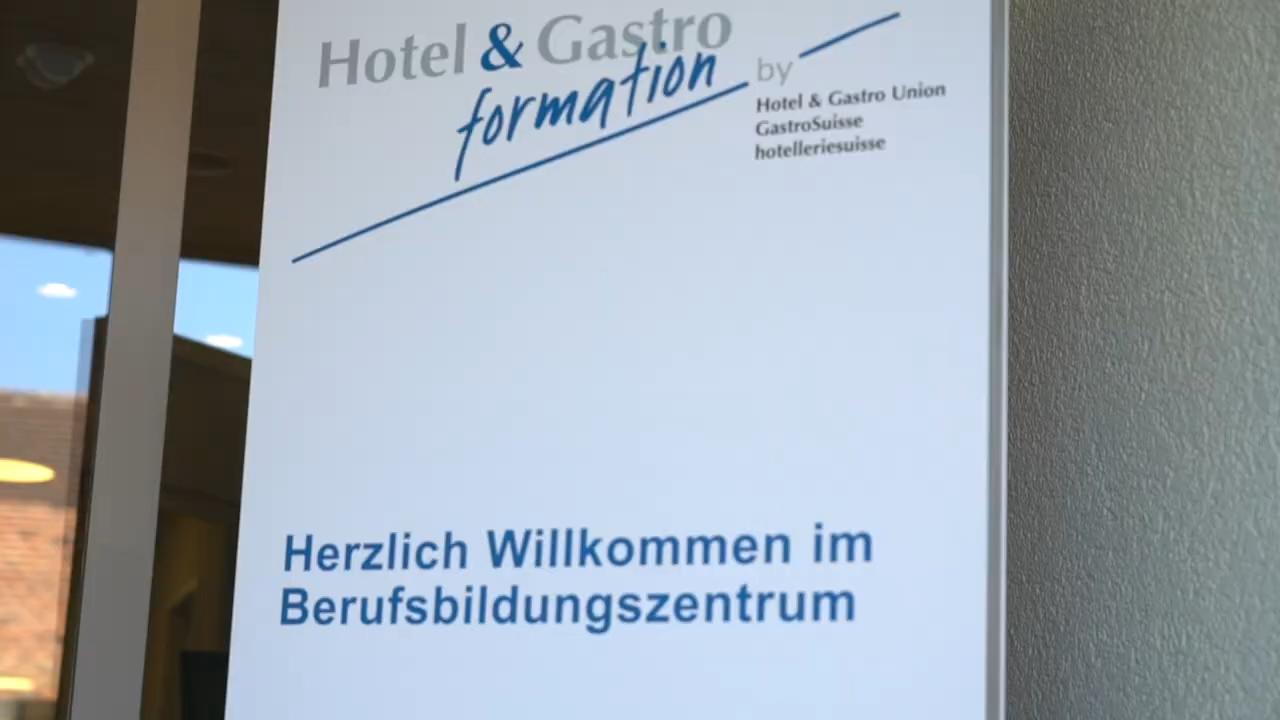 Hotel & Gastro
formation
by
Hotel & Gastro Union
GastroSuisse
hotelleriesuisse
Herzlich Willkommen im
Berufsbildungszentrum